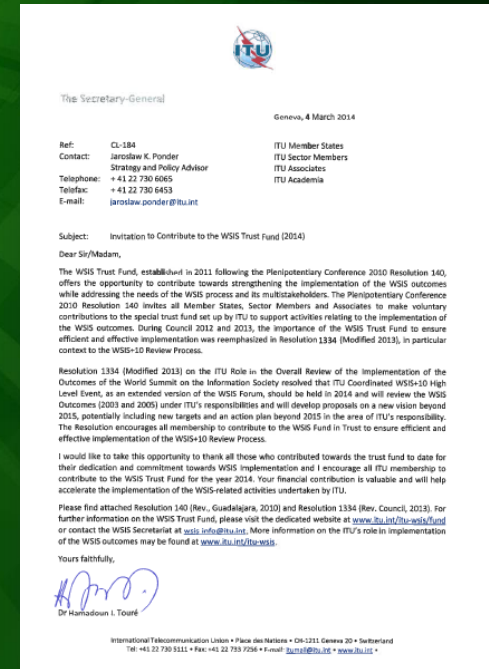 ITU
The Secretary-General
Geneva, 4 March 2014
Ref: CL-184
Contact: Jaroslaw K. Ponder
Strategy and Policy Advisor
Telephone: + 41 22 730 6065
Telefax: + 41 22 730 6453
E-mail: jaroslaw.ponder@itu.int
ITU Member States
ITU Sector Members
ITU Associates
ITU Academia
Subject: Invitation to Contribute to the WSIS Trust Fund (2014)
Dear Sir/Madam,
The WSIS Trust Fund, established in 2011 following the Plenipotentiary Conference 2010 Resolution 140,
offers the opportunity to contribute towards strengthening the implementation of the WSIS outcomes
while addressing the needs of the WSIS process and its multistakeholders. The Plenipotentiary Conference
2010 Resolution 140 invites all Member States, Sector Members and Associates to make voluntary
contributions to the special trust fund set up by ITU to support activities relating to the implementation of
the WSIS outcomes. During Council 2012 and 2013, the importance of the WSIS Trust Fund to ensure
efficient and effective implementation was reemphasized in Resolution 1334 (Modified 2013), in particular
context to the WSIS+10 Review Process.
Resolution 1334 (Modified 2013) on the ITU Role in the Overall Review of the Implementation of the
Outcomes of the World Summit on the Information Society resolved that ITU Coordinated WSIS+10 High
Level Event, as an extended version of the WSIS Forum, should be held in 2014 and will review the WSIS
Outcomes (2003 and 2005) under ITU's responsibilities and will develop proposals on a new vision beyond
2015, potentially including new targets and an action plan beyond 2015 in the area of ITU's responsibility.
The Resolution encourages all membership to contribute to the WSIS Fund in Trust to ensure efficient and
effective implementation of the WSIS+10 Review Process.
I would like to take this opportunity to thank all those who contributed towards the trust fund to date for
their dedication and commitment towards WSIS Implementation and I encourage all ITU membership to
contribute to the WSIS Trust Fund for the year 2014. Your financial contribution is valuable and will help
accelerate the implementation of the WSIS-related activities undertaken by ITU.
Please find attached Resolution 140 (Rev., Guadalajara, 2010) and Resolution 1334 (Rev. Council, 2013). For
further information on the WSIS Trust Fund, please visit the dedicated website at www.itu.int/itu-wsis/fund
or contact the WSIS Secretariat at wsis-info@itu.int. More information on the ITU's role in implementation
of the WSIS outcomes may be found at www.itu.int/itu-wsis.
Yours faithfully,
Dr Hamadoun I. Touré
International Telecommunication Union • Place des Nations • CH-1211 Geneva 20 • Switzerland
Tel: +41 22 730 5111 • Fax: +41 22 733 7256 • E-mail: itumail@itu.int • www.itu.int •